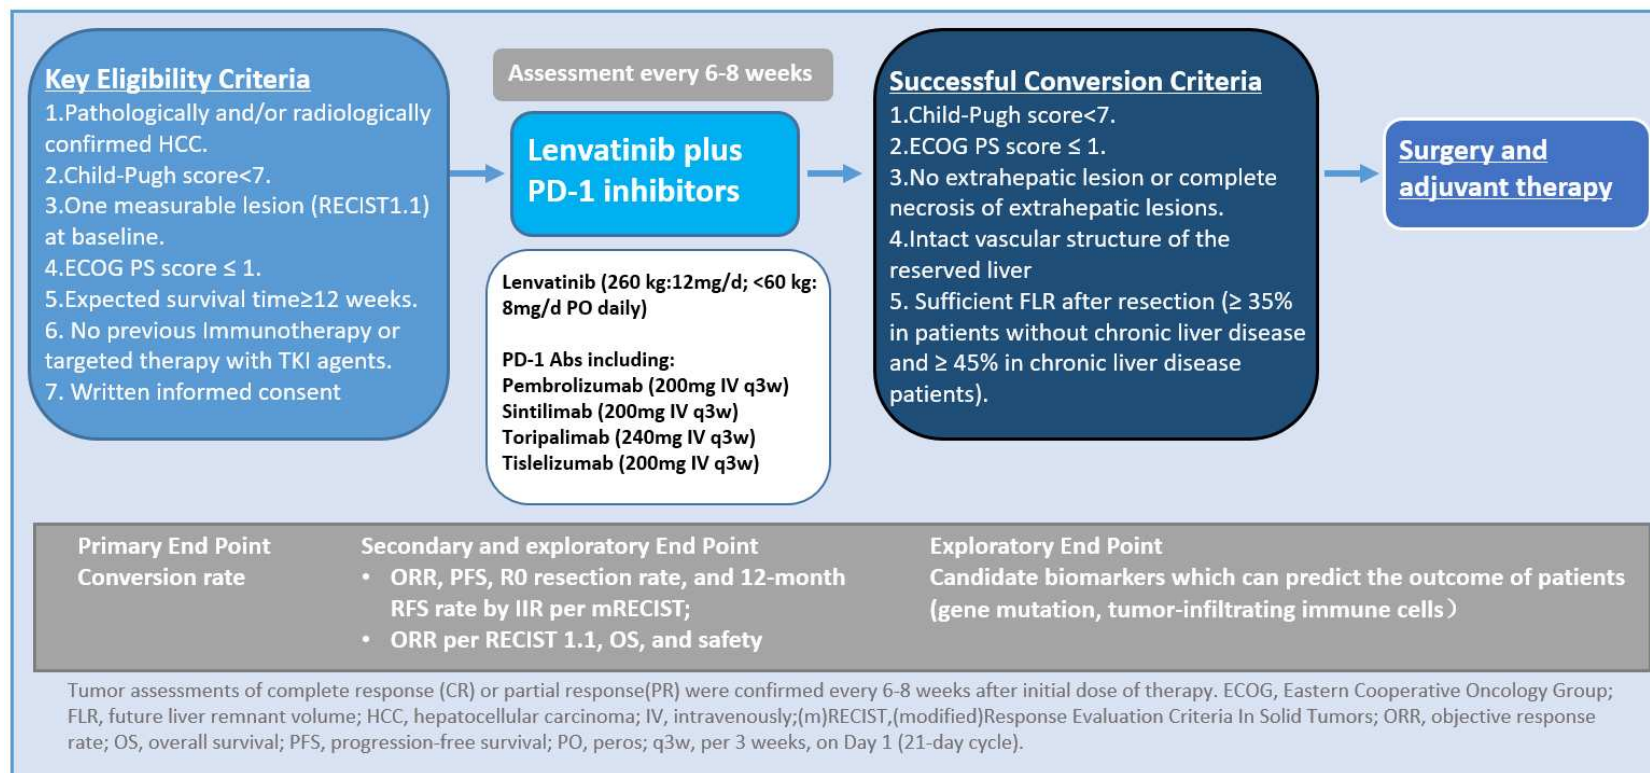 Key Eligibility Criteria
1.Pathologically and/or radiologically
confirmed HCC.
2.Child-Pugh score<7.
3.One measurable lesion (RECIST1.1)
at baseline.
4.ECOG PS score ≤ 1.
5.Expected survival time≥12 weeks.
6. No previous Immunotherapy or
targeted therapy with TKI agents.
7. Written informed consent
Assessment every 6-8 weeks
Lenvatinib plus
PD-1 inhibitors
Lenvatinib (260 kg:12mg/d; <60 kg:
8mg/d PO daily)
PD-1 Abs including:
Pembrolizumab (200mg IV q3w)
Sintilimab (200mg IV q3w)
Toripalimab (240mg IV q3w)
Tislelizumab (200mg IV q3w)
Successful Conversion Criteria
1.Child-Pugh score<7.
2.ECOG PS score ≤ 1.
3.No extrahepatic lesion or complete
necrosis of extrahepatic lesions.
4.Intact vascular structure of the
reserved liver
5. Sufficient FLR after resection (≥ 35%
in patients without chronic liver disease
and ≥ 45% in chronic liver disease
patients).
Surgery and
adjuvant therapy
Primary End Point
Conversion rate
Secondary and exploratory End Point
• ORR, PFS, R0 resection rate, and 12-month
RFS rate by IIR per mRECIST;
• ORR per RECIST 1.1, OS, and safety
Exploratory End Point
Candidate biomarkers which can predict the outcome of patients
(gene mutation, tumor-infiltrating immune cells）
Tumor assessments of complete response (CR) or partial response(PR) were confirmed every 6-8 weeks after initial dose of therapy. ECOG, Eastern Cooperative Oncology Group;
FLR, future liver remnant volume; HCC, hepatocellular carcinoma; IV, intravenously;(m)RECIST,(modified)Response Evaluation Criteria In Solid Tumors; ORR, objective response
rate; OS, overall survival; PFS, progression-free survival; PO, peros; q3w, per 3 weeks, on Day 1 (21-day cycle).